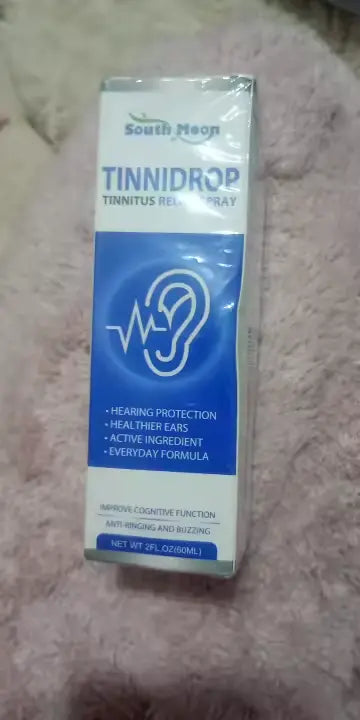 South Moon
TINNIDROP
TINNITUS SPRAY
• HEARING PROTECTION
• HEALTHIER EARS
• ACTIVE INGREDIENT
• EVERYDAY FORMULA
IMPROVE COGNITIVE FUNCTION
ANTI-RINGING AND BUZZING
NET WT 2FL.OZ(60ML)